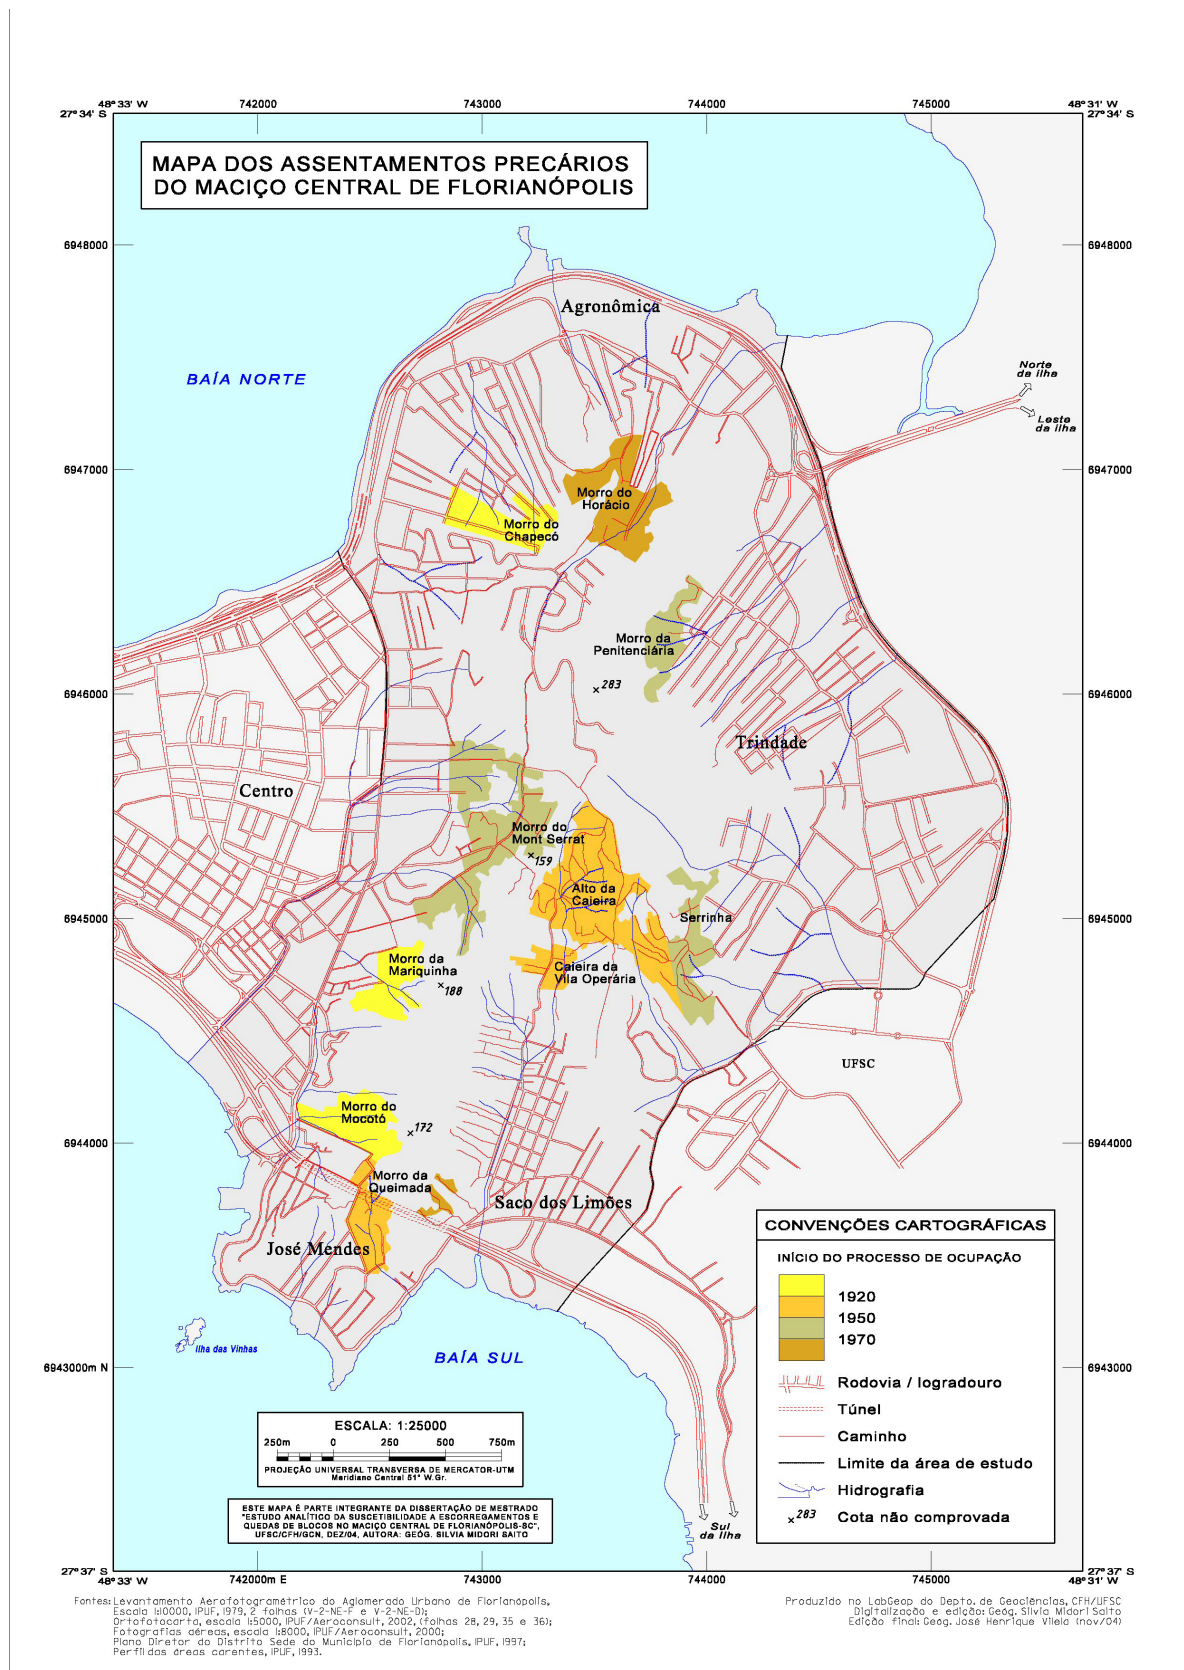 48º 33' W
742000
743000
744000
745000
48º 31' W
27º 34' S
27º 34' S
MAPA DOS ASSENTAMENTOS PRECÁRIOS
DO MACIÇO CENTRAL DE FLORIANÓPOLIS
6948000
6948000
Agronômica
BAÍA NORTE
Norte
da ilha
Leste
da ilha
6947000
6947000
Morro do
Horácio
Morro do
Chapecó
Morro da
Penitenciária
283
6946000
6946000
Trindade
Centro
Morro do
Mont Serrat
159
Alto da
Caieira
Serrinha
6945000
6945000
Morro da
Mariquinha
188
Caieira da
Vila Operária
UFSC
Morro do
Mocotó
172
6944000
6944000
Morro da
Queimada
Saco dos Limões
José Mendes
Ilha das Vinhas
BAÍA SUL
6943000m N
6943000
CONVENÇÕES CARTOGRÁFICAS
INÍCIO DO PROCESSO DE OCUPAÇÃO
1920
1950
1970
Rodovia / logradouro
Túnel
Caminho
Limite da área de estudo
Hidrografia
283
Cota não comprovada
ESCALA: 1:25000
250m 0 250 500 750m
PROJEÇÃO UNIVERSAL TRANSVERSA DE MERCATOR-UTM
Meridiano Central 51º W.Gr.
ESTE MAPA É PARTE INTEGRANTE DA DISSERTAÇÃO DE MESTRADO
"ESTUDO ANALÍTICO DA SUSCETIBILIDADE A ESCORREGAMENTOS E
QUEDAS DE BLOCOS NO MACIÇO CENTRAL DE FLORIANÓPOLIS-SC",
UFSC/CFH/GCN, DEZ/04, AUTORA: GEÓG. SILVIA MIDORI SAITO
Sul
da ilha
27º 37' S
27º 37' S
48º 33' W
742000m E
743000
744000
745000
48º 31' W
Fontes: Levantamento Aerofotogramétrico do Aglomerado Urbano de Florianópolis,
Escala 1:10000, IPUF, 1979, 2 folhas (V-2-NE-F e V-2-NE-D);
Ortofotocarta, escala 1:5000, IPUF/Aeroconsult, 2002, (folhas 28, 29, 35 e 36);
Fotografias aéreas, escala 1:8000, IPUF/Aeroconsult, 2000;
Plano Diretor do Distrito Sede do Município de Florianópolis, IPUF, 1997;
Perfil das áreas carentes, IPUF, 1993.
Produzido no LabGeop do Depto. de Geociências, CFH/UFSC
Digitalização e edição: Geóg. Silvia Midori Saito
Edição final: Geog. José Henrique Vilela (nov/04)